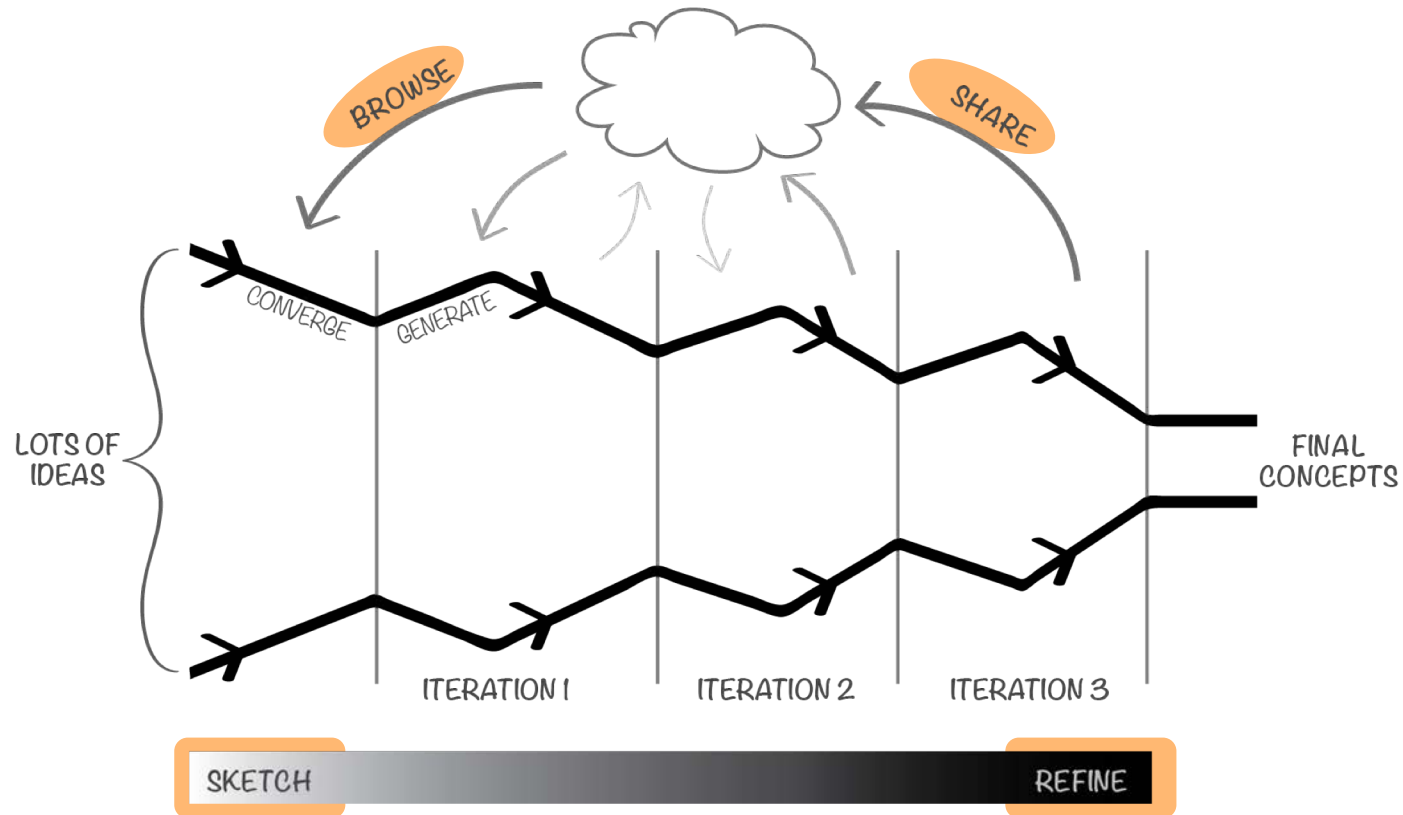 BROWSE
SHARE
CONVERGE
GENERATE
LOTS OF
IDEAS
FINAL
CONCEPTS
ITERATION 1
ITERATION 2
ITERATION 3
SKETCH
REFINE